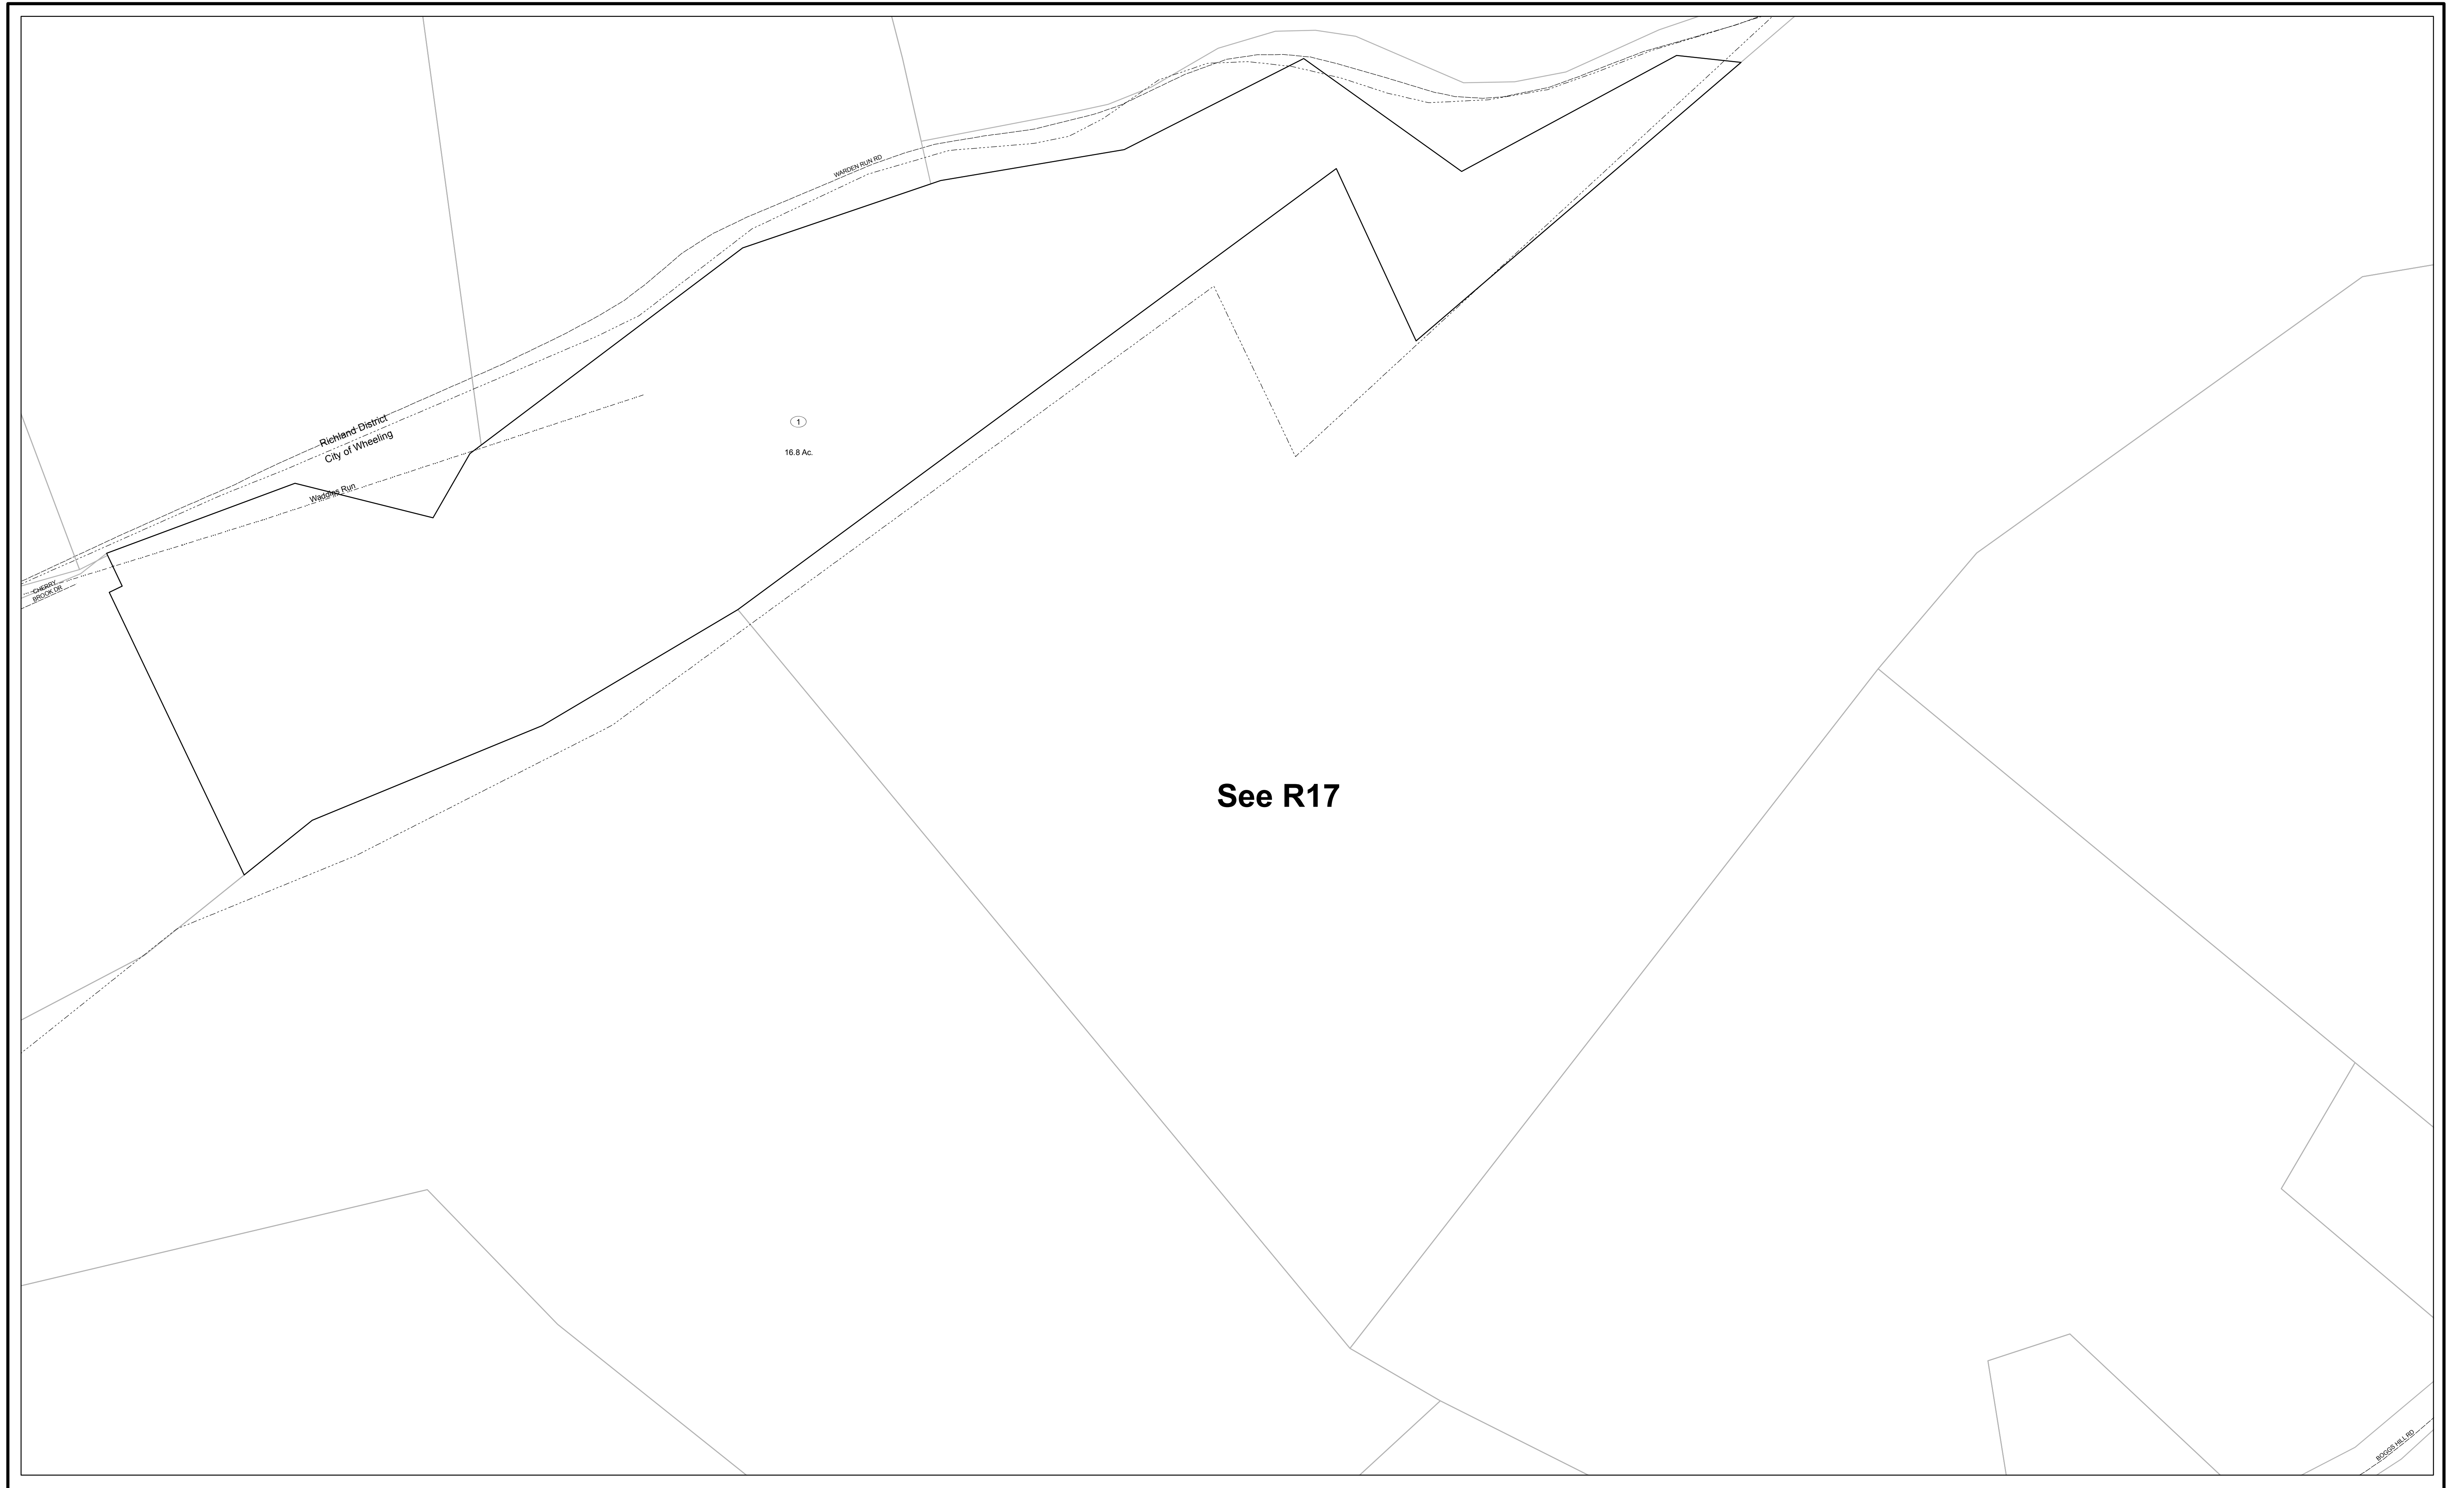 WARDEN RUN RD
Richland District
City of Wheeling
1
16.8 Ac.
Waddles Run
CHERRY
BROOK DR
See R17
BOGGS HILL RD